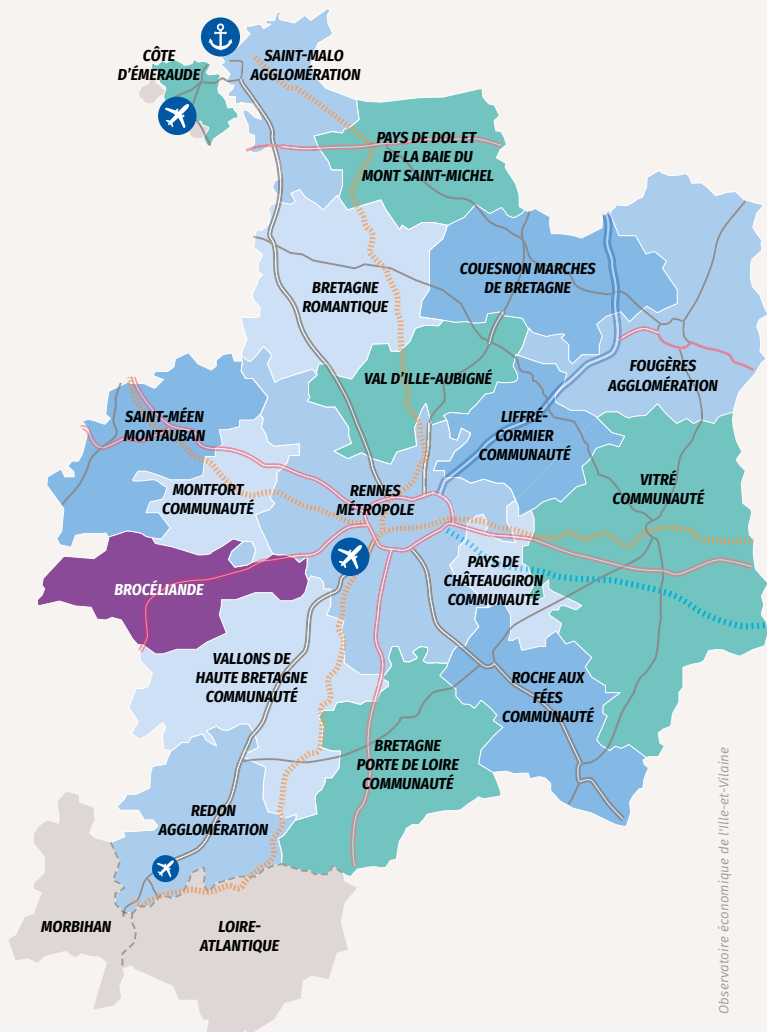 CÔTE
D'ÉMERAUDE
SAINT-MALO
AGGLOMÉRATION
PAYS DE DOL ET
DE LA BAIE DU
MONT SAINT-MICHEL
BRETAGNE
ROMANTIQUE
COUESNON MARCHES
DE BRETAGNE
FOUGÈRES
AGGLOMÉRATION
VAL D'ILLE-AUBIGNÉ
SAINT-MÉEN
MONTAUBAN
LIFFRÉ-
CORMIER
COMMUNAUTÉ
MONTFORT
COMMUNAUTÉ
RENNES
MÉTROPOLE
VITRÉ
COMMUNAUTÉ
BROCÉLIANDE
PAYS DE
CHÂTEAUGIRON
COMMUNAUTÉ
VALLONS DE
HAUTE BRETAGNE
COMMUNAUTÉ
ROCHE AUX
FÉES
COMMUNAUTÉ
BRETAGNE
PORTE DE LOIRE
COMMUNAUTÉ
REDON
AGGLOMÉRATION
MORBIHAN
LOIRE-
ATLANTIQUE
Observatoire économique de l'Ille-et-Vilaine